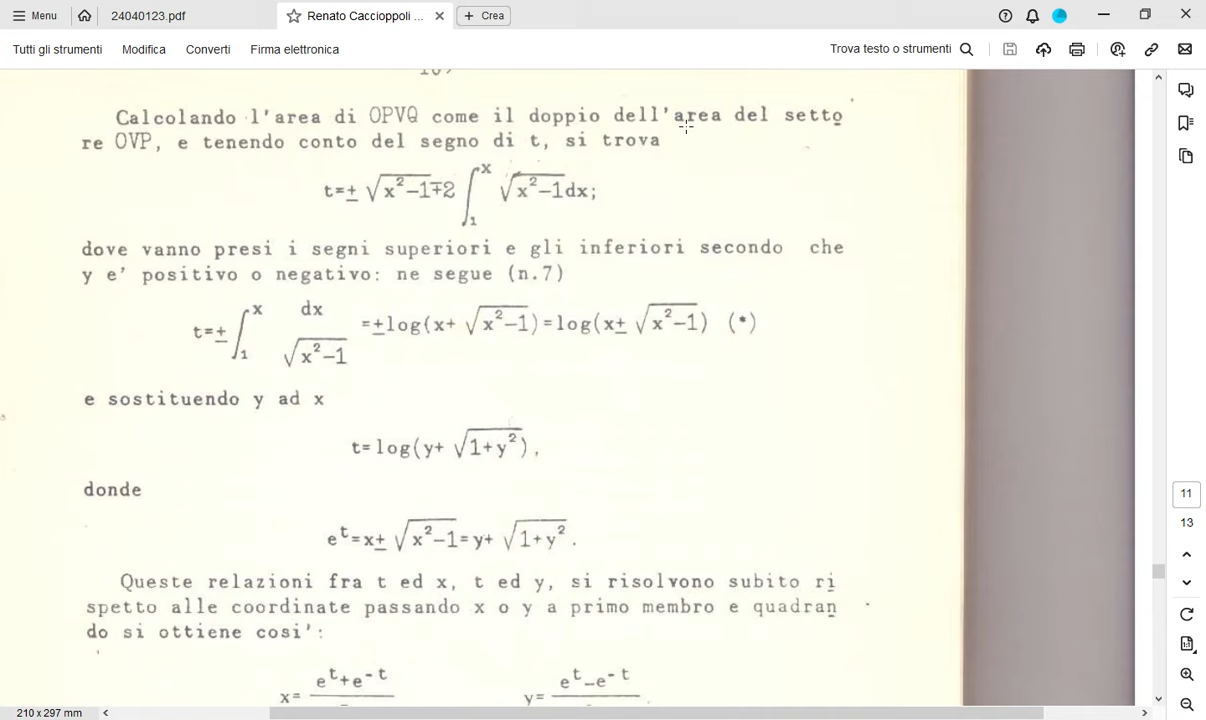 Menu 24040123.pdf Renato Caccioppoli ... Crea
Tutti gli strumenti Modifica Converti Firma elettronica Trova testo o strumenti
Calcolando l'area di OPVQ come il doppio dell'area del setto
re OVP, e tenendo conto del segno di t, si trova
t=± √x²-1∓2 ∫₁ˣ √x²-1dx;
dove vanno presi i segni superiori e gli inferiori secondo che
y e' positivo o negativo: ne segue (n.7)
t=± ∫₁ˣ dx/√x²-1 =±log(x+ √x²-1)=log(x± √x²-1) (*)
e sostituendo y ad x
t=log(y+ √1+y²),
donde
eᵗ=x± √x²-1=y+ √1+y².
Queste relazioni fra t ed x, t ed y, si risolvono subito ri
spetto alle coordinate passando x o y a primo membro e quadran
do si ottiene cosi':
x= eᵗ+e⁻ᵗ y= eᵗ-e⁻ᵗ
11
13
210 x 297 mm